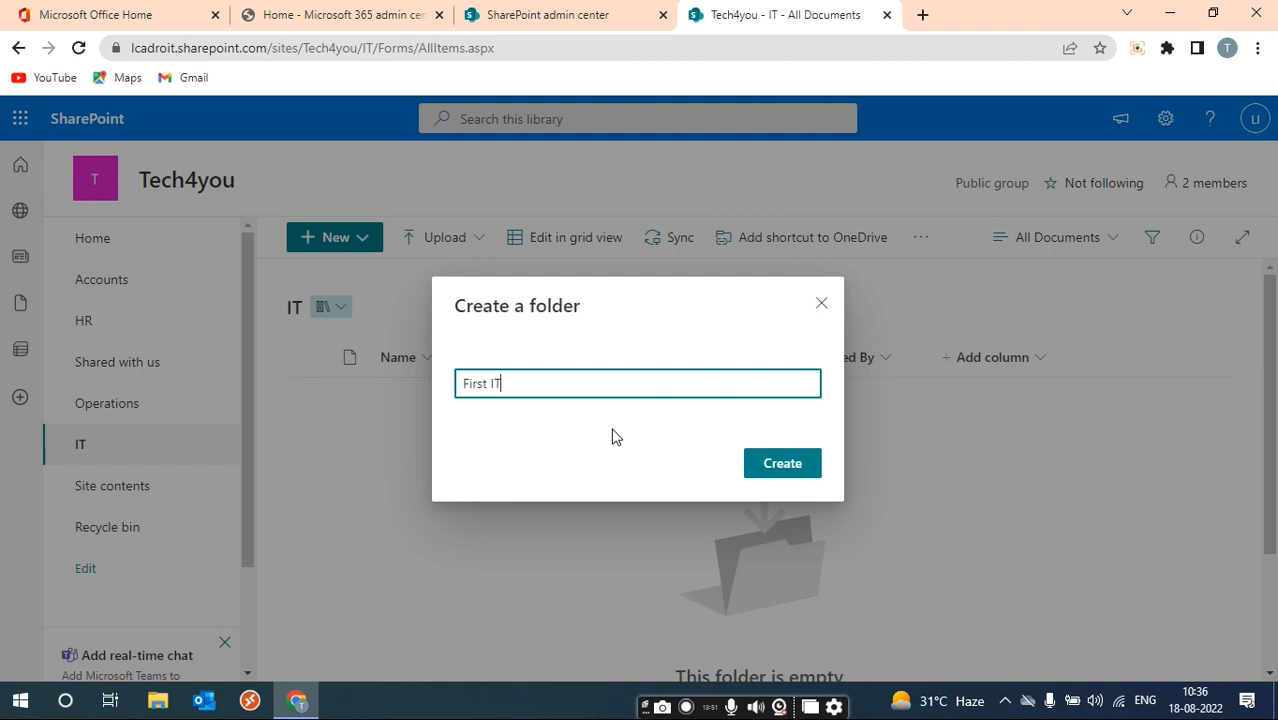 Microsoft Office Home
Home - Microsoft 365 admin cen
SharePoint admin center
Tech4you - IT - All Documents
lcadroit.sharepoint.com/sites/Tech4you/IT/Forms/AllItems.aspx
T
YouTube
Maps
Gmail
SharePoint
Search this library
LI
T
Tech4you
Public group
Not following
2 members
Home
Accounts
HR
Shared with us
Operations
IT
Site contents
Recycle bin
Edit
New
Upload
Edit in grid view
Sync
Add shortcut to OneDrive
All Documents
IT
Name
ed By
Add column
Create a folder
First IT
Create
This folder is empty
Add real-time chat
Add Microsoft Teams to
13:51
31°C Haze
ENG
10:36
18-08-2022